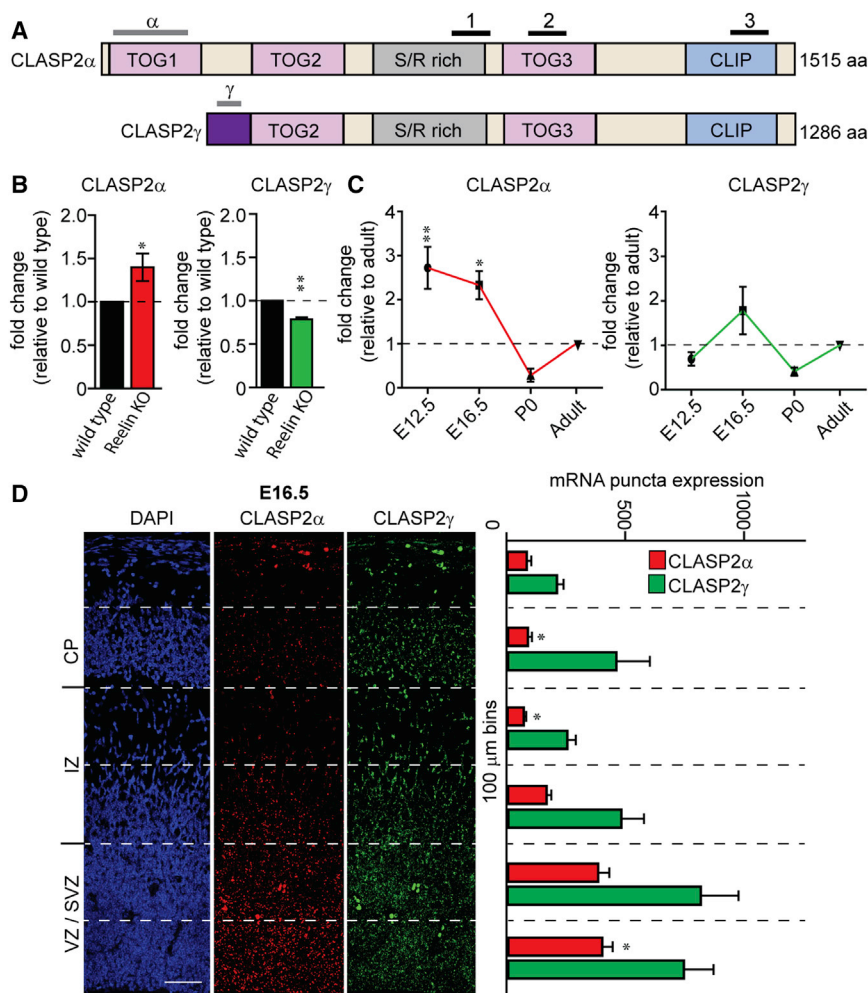 A
α 1 2 3
CLASP2α TOG1 TOG2 S/R rich TOG3 CLIP 1515 aa
γ
CLASP2γ TOG2 S/R rich TOG3 CLIP 1286 aa
B
CLASP2α
fold change
(relative to wild type)
2.0
1.5
1.0
0.5
0
*
wild type
Reelin KO
CLASP2γ
fold change
(relative to wild type)
2.0
1.5
1.0
0.5
0
**
wild type
Reelin KO
C
CLASP2α
fold change
(relative to adult)
4
3
2
1
0
**
*
E12.5
E16.5
P0
Adult
CLASP2γ
fold change
(relative to adult)
4
3
2
1
0
E12.5
E16.5
P0
Adult
D
E16.5
DAPI CLASP2α CLASP2γ
CP
IZ
VZ / SVZ
mRNA puncta expression
0 5000 10000
CLASP2α
CLASP2γ
*
*
*
100 μm bins